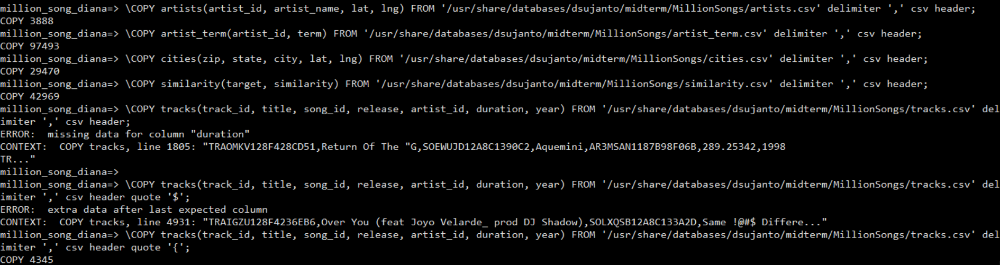 million_song_diana=> \COPY artists(artist_id, artist_name, lat, lng) FROM '/usr/share/databases/dsujanto/midterm/MillionSongs/artists.csv' delimiter ',' csv header;
COPY 3888
million_song_diana=> \COPY artist_term(artist_id, term) FROM '/usr/share/databases/dsujanto/midterm/MillionSongs/artist_term.csv' delimiter ',' csv header;
COPY 97493
million_song_diana=> \COPY cities(zip, state, city, lat, lng) FROM '/usr/share/databases/dsujanto/midterm/MillionSongs/cities.csv' delimiter ',' csv header;
COPY 29470
million_song_diana=> \COPY similarity(target, similarity) FROM '/usr/share/databases/dsujanto/midterm/MillionSongs/similarity.csv' delimiter ',' csv header;
COPY 42969
million_song_diana=> \COPY tracks(track_id, title, song_id, release, artist_id, duration, year) FROM '/usr/share/databases/dsujanto/midterm/MillionSongs/tracks.csv' del
imiter ',' csv header;
ERROR:  missing data for column "duration"
CONTEXT:  COPY tracks, line 1805: "TRAOMKV128F428CD51,Return Of The "G,SOEWUJD12A8C1390C2,Aquemini,AR3MSAN1187B98F06B,289.25342,1998
TR..."
million_song_diana=>
million_song_diana=> \COPY tracks(track_id, title, song_id, release, artist_id, duration, year) FROM '/usr/share/databases/dsujanto/midterm/MillionSongs/tracks.csv' del
imiter ',' csv header quote '$';
ERROR:  extra data after last expected column
CONTEXT:  COPY tracks, line 4931: "TRAIGZU128F4236EB6,Over You (feat Joyo Velarde_ prod DJ Shadow),SOLXQSB12A8C133A2D,Same !@#$ Differe..."
million_song_diana=> \COPY tracks(track_id, title, song_id, release, artist_id, duration, year) FROM '/usr/share/databases/dsujanto/midterm/MillionSongs/tracks.csv' del
imiter ',' csv header quote '{';
COPY 4345